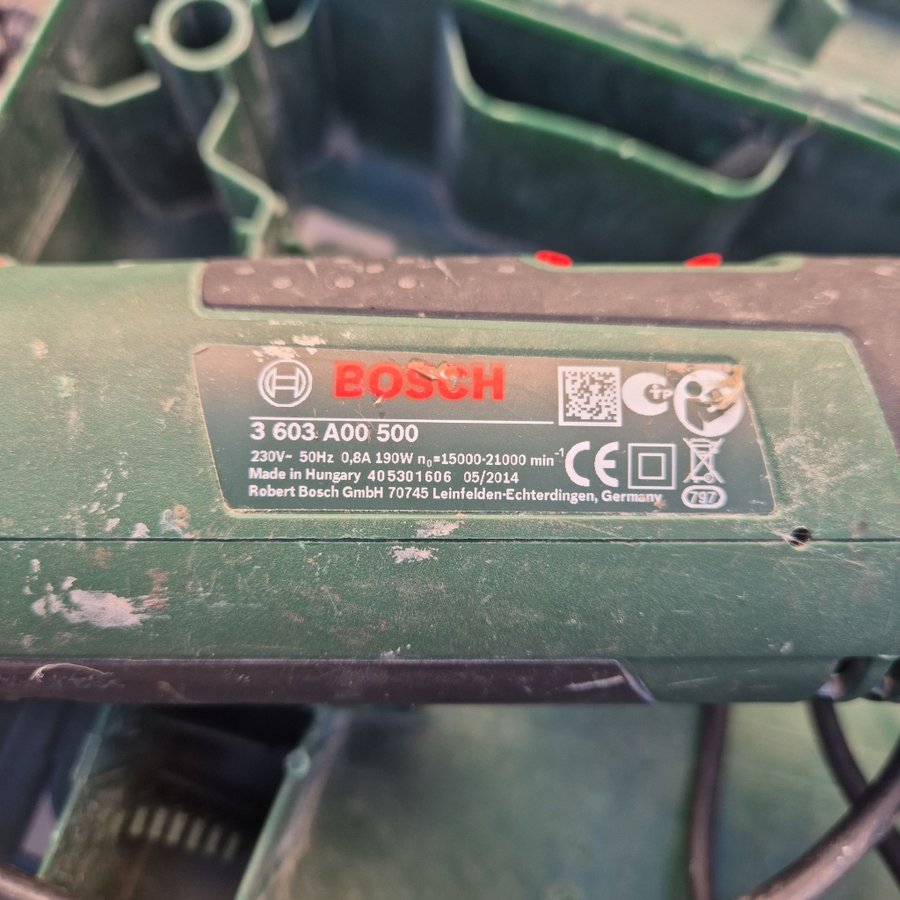 BOSCH
3 603 A00 500
230V~ 50Hz 0,8A 190W n₀=15000-21000 min⁻¹
Made in Hungary 405301606 05/2014
Robert Bosch GmbH 70745 Leinfelden-Echterdingen, Germany
CTP
CE
797